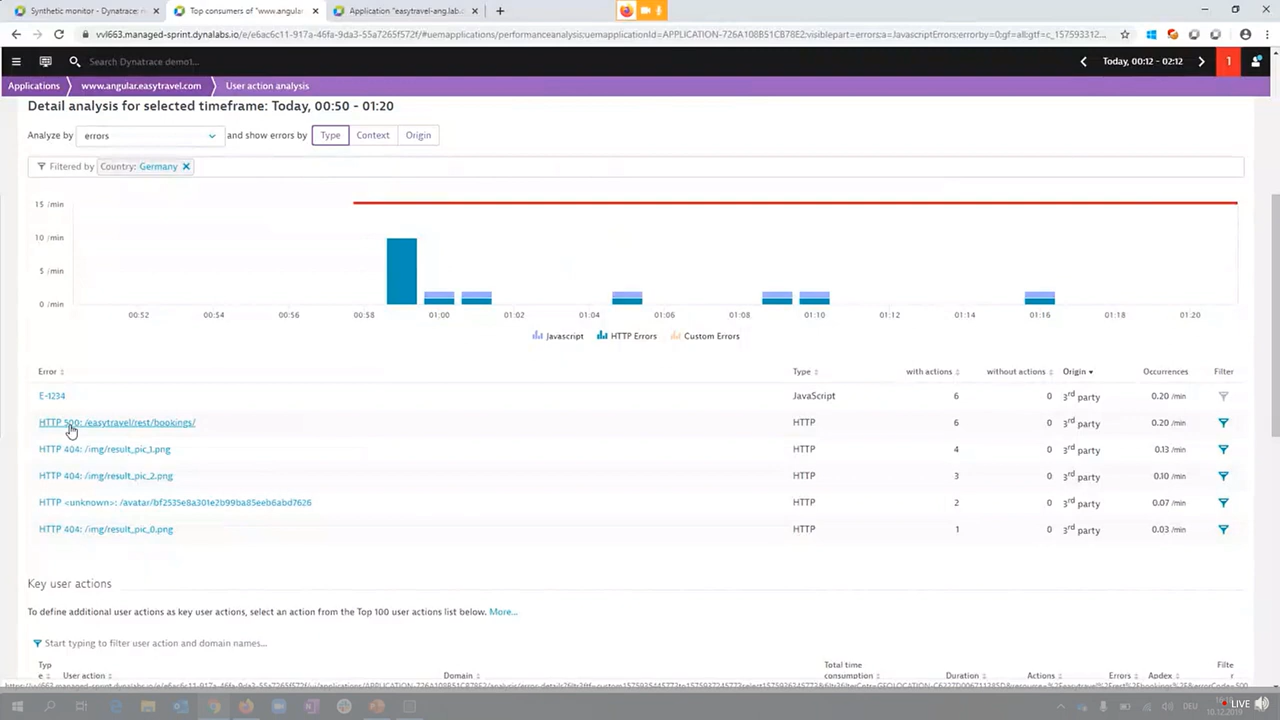 Synthetic monitor - Dynatrace: n
Top consumers of "www.angular
Application "easytravel-ang.lab.d
vvl663.managed-sprint.dynalabs.io/e/e6ac6c11-917a-46fa-9da3-55a7265f572f/#uemapplications/performanceanalysis;uemapplicationId=APPLICATION-726A108B51CB78E2;visiblepart=errors;a=JavascriptErrors;errorby=0;gf=all;gtf=c_157593312...
Search Dynatrace demo1...
Today, 00:12 - 02:12
1
Applications
www.angular.easytravel.com
User action analysis
Detail analysis for selected timeframe: Today, 00:50 - 01:20
Analyze by errors and show errors by Type Context Origin
Filtered by Country: Germany
15 /min
10 /min
5 /min
0 /min
00:52 00:54 00:56 00:58 01:00 01:02 01:04 01:06 01:08 01:10 01:12 01:14 01:16 01:18 01:20
Javascript HTTP Errors Custom Errors
Error Type with actions without actions Origin Occurrences Filter
E-1234 JavaScript 6 0 3rd party 0.20 /min
HTTP 500: /easytravel/rest/bookings/ HTTP 6 0 3rd party 0.20 /min
HTTP 404: /img/result_pic_1.png HTTP 4 0 3rd party 0.13 /min
HTTP 404: /img/result_pic_2.png HTTP 3 0 3rd party 0.10 /min
HTTP <unknown>: /avatar/bf2535e8a301e2b99ba85eeb6abd7626 HTTP 2 0 3rd party 0.07 /min
HTTP 404: /img/result_pic_0.png HTTP 1 0 3rd party 0.03 /min
Key user actions
To define additional user actions as key user actions, select an action from the Top 100 user actions list below. More...
Start typing to filter user action and domain names...
Typ
e User action Domain Total time
consumption Duration Actions Errors Apdex Filte
r
DEU
10.12.2019
LIVE